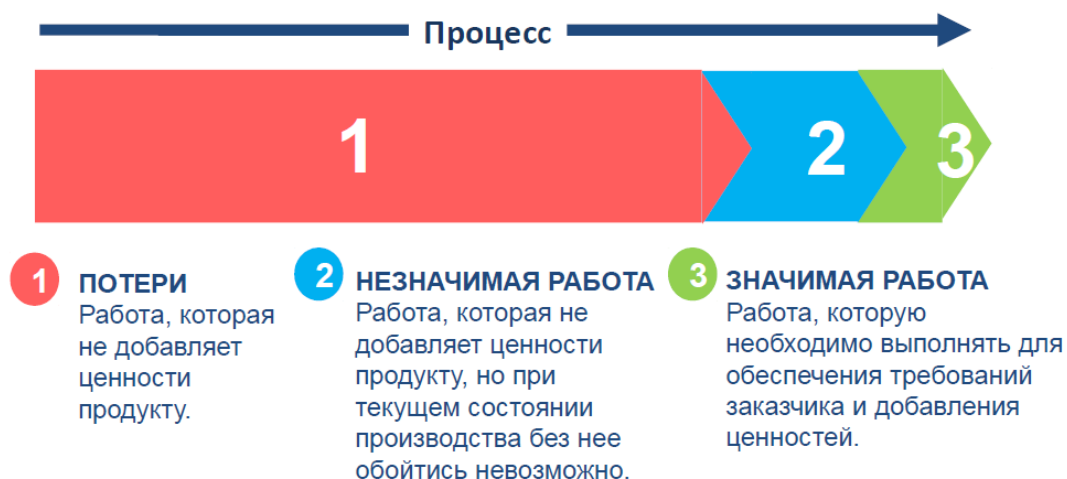 Процесс
1
2
3
1
ПОТЕРИ
Работа, которая
не добавляет
ценности
продукту.
2
НЕЗНАЧИМАЯ РАБОТА
Работа, которая не
добавляет ценности
продукту, но при
текущем состоянии
производства без нее
обойтись невозможно.
3
ЗНАЧИМАЯ РАБОТА
Работа, которую
необходимо выполнять для
обеспечения требований
заказчика и добавления
ценностей.